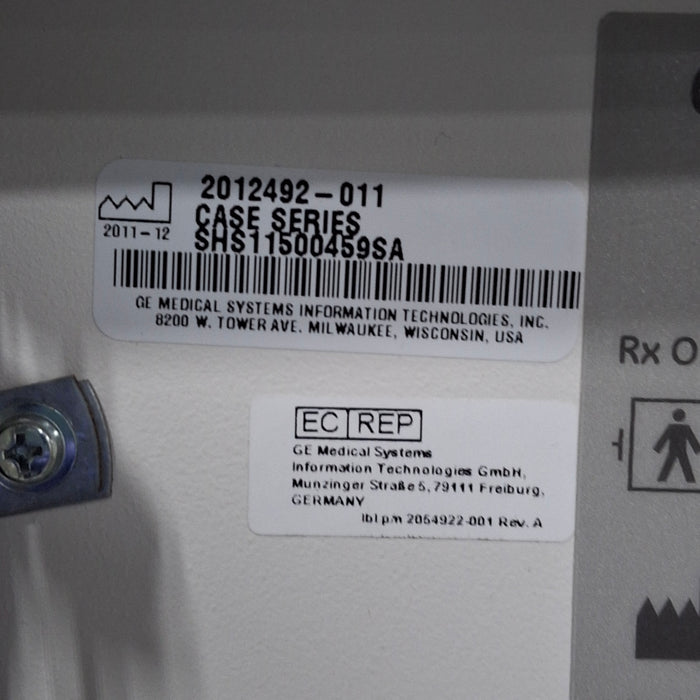 2012492-011
CASE SERIES
2011-12
SHS11500459SA
GE MEDICAL SYSTEMS INFORMATION TECHNOLOGIES, INC.
8200 W. TOWER AVE. MILWAUKEE, WISCONSIN, USA
Rx O
EC REP
GE Medical Systems
Information Technologies GmbH,
Munzinger Straße 5, 79111 Freiburg,
GERMANY
lbl p/n 2054922-001 Rev. A